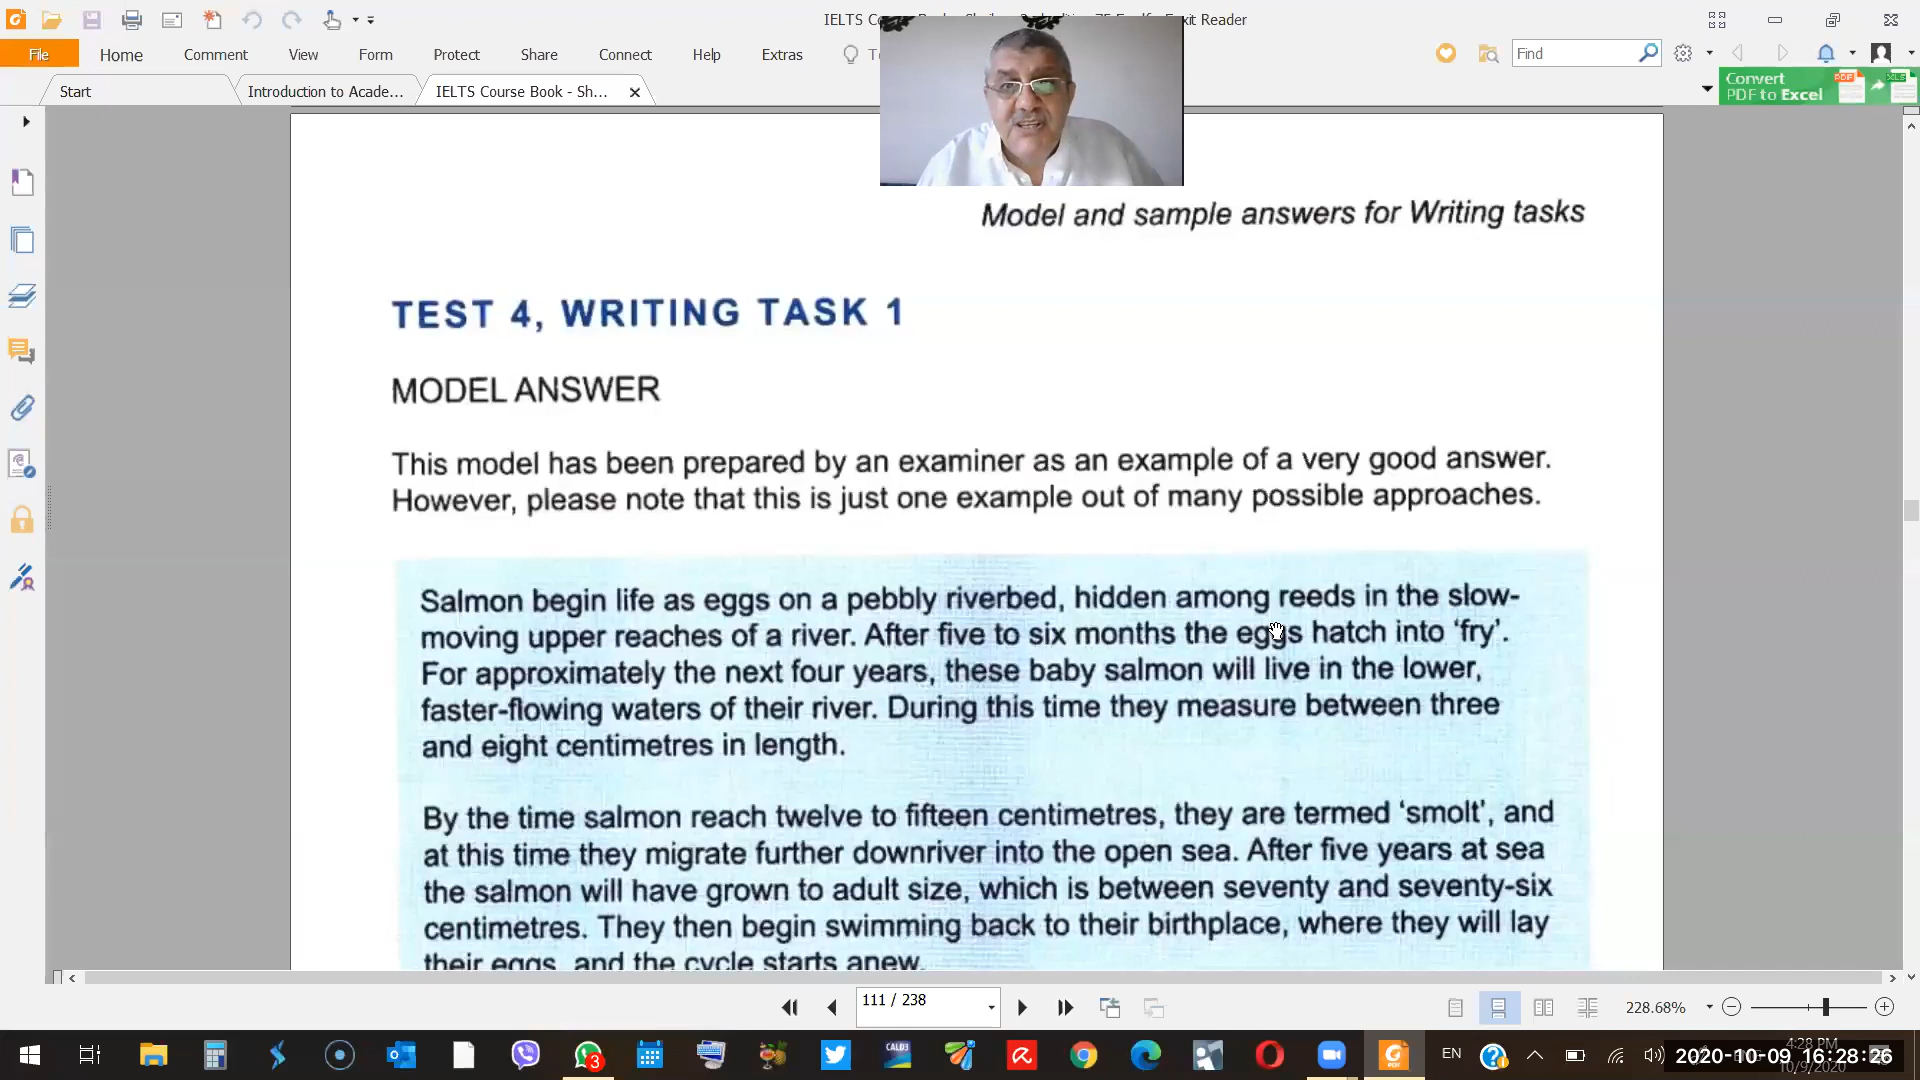 IELTS Co
xit Reader
File
Home
Comment
View
Form
Protect
Share
Connect
Help
Extras
Find
Start
Introduction to Acade...
IELTS Course Book - Sh...
Convert
PDF to Excel
Model and sample answers for Writing tasks
TEST 4, WRITING TASK 1
MODEL ANSWER
This model has been prepared by an examiner as an example of a very good answer.
However, please note that this is just one example out of many possible approaches.
Salmon begin life as eggs on a pebbly riverbed, hidden among reeds in the slow-
moving upper reaches of a river. After five to six months the eggs hatch into ‘fry’.
For approximately the next four years, these baby salmon will live in the lower,
faster-flowing waters of their river. During this time they measure between three
and eight centimetres in length.
By the time salmon reach twelve to fifteen centimetres, they are termed ‘smolt’, and
at this time they migrate further downriver into the open sea. After five years at sea
the salmon will have grown to adult size, which is between seventy and seventy-six
centimetres. They then begin swimming back to their birthplace, where they will lay
their eggs, and the cycle starts anew.
111 / 238
228.68%
3
CALD3
EN
4:28 PM
2020-10-09 16:28:26
10/9/2020